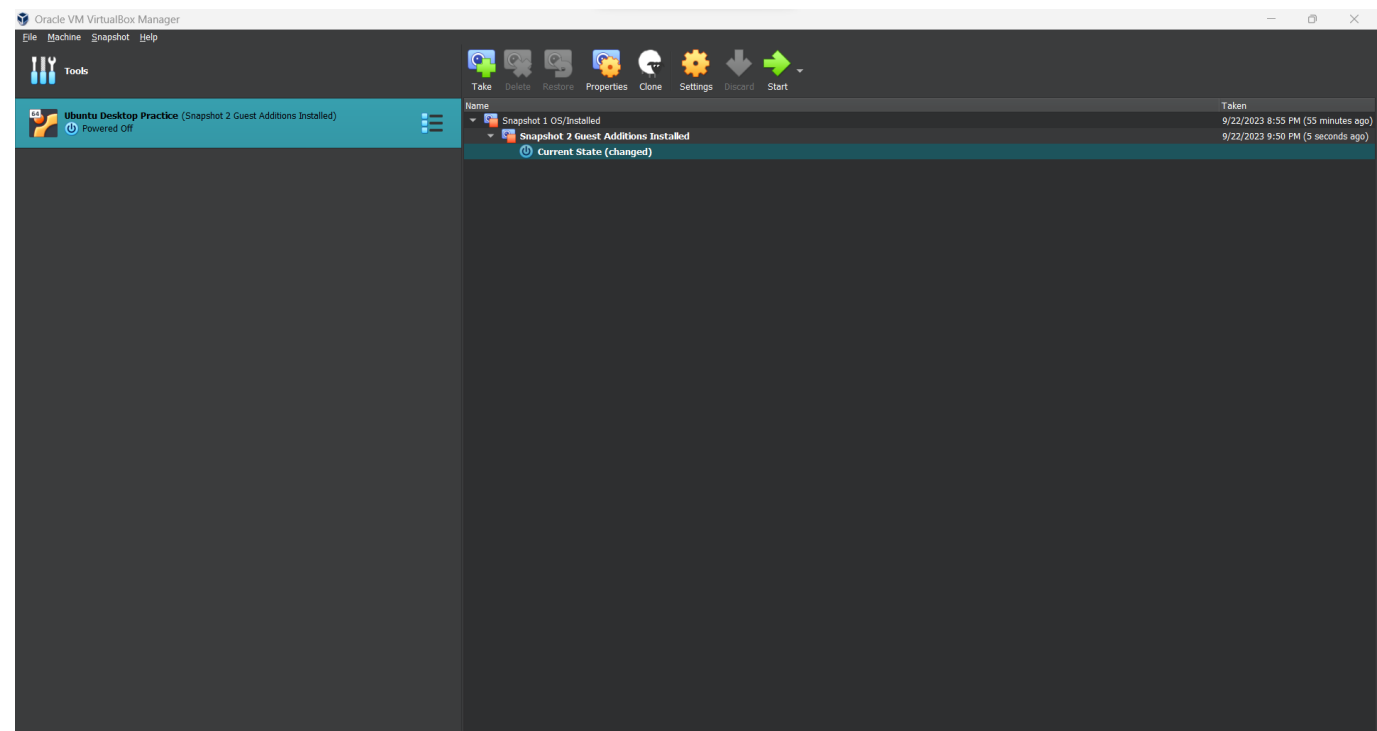 Oracle VM VirtualBox Manager
File Machine Snapshot Help
Tools
Take Delete Restore Properties Clone Settings Discard Start
64
Ubuntu Desktop Practice (Snapshot 2 Guest Additions Installed)
Powered Off
Name Taken
Snapshot 1 OS/Installed 9/22/2023 8:55 PM (55 minutes ago)
Snapshot 2 Guest Additions Installed 9/22/2023 9:50 PM (5 seconds ago)
Current State (changed)